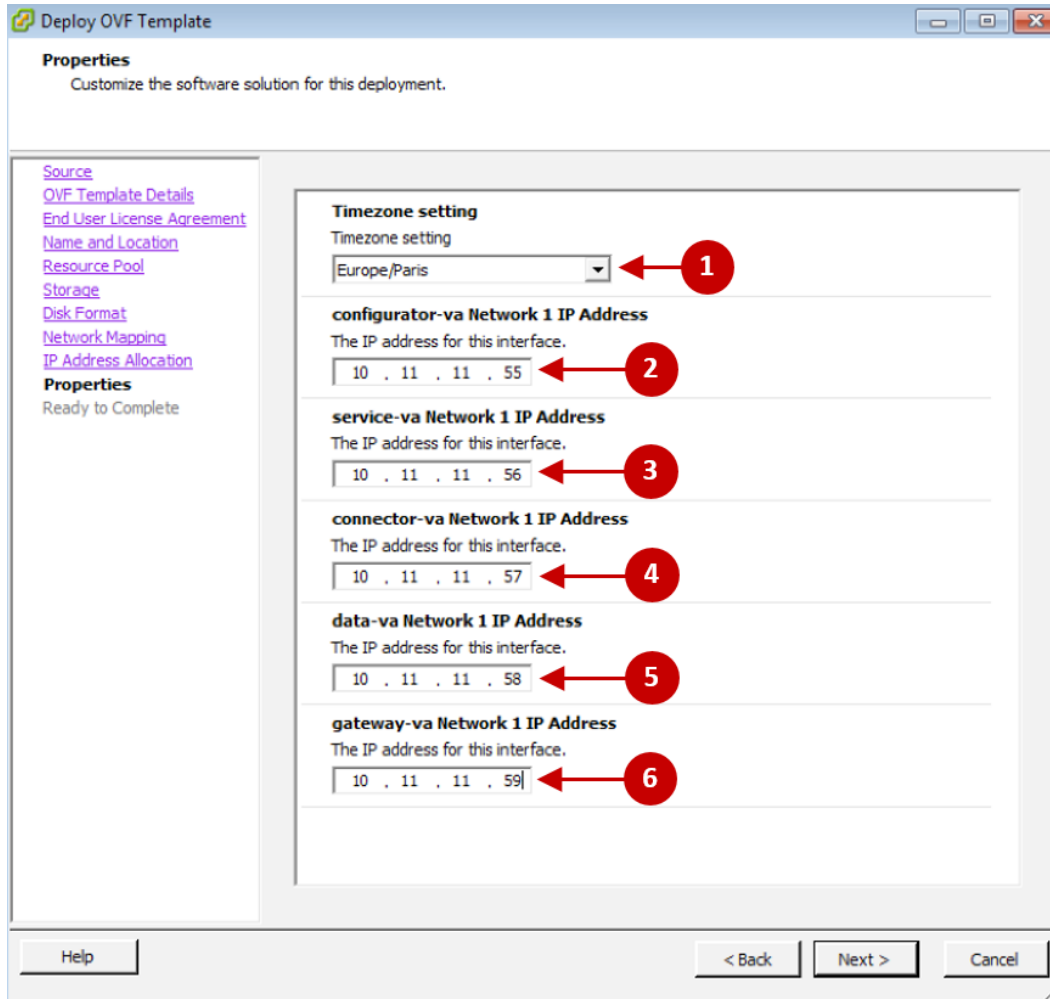 Deploy OVF Template
Properties
Customize the software solution for this deployment.
Source
OVF Template Details
End User License Agreement
Name and Location
Resource Pool
Storage
Disk Format
Network Mapping
IP Address Allocation
Properties
Ready to Complete
Timezone setting
Timezone setting
Europe/Paris
1
configurator-va Network 1 IP Address
The IP address for this interface.
10 . 11 . 11 . 55
2
service-va Network 1 IP Address
The IP address for this interface.
10 . 11 . 11 . 56
3
connector-va Network 1 IP Address
The IP address for this interface.
10 . 11 . 11 . 57
4
data-va Network 1 IP Address
The IP address for this interface.
10 . 11 . 11 . 58
5
gateway-va Network 1 IP Address
The IP address for this interface.
10 . 11 . 11 . 59
6
Help
< Back
Next >
Cancel